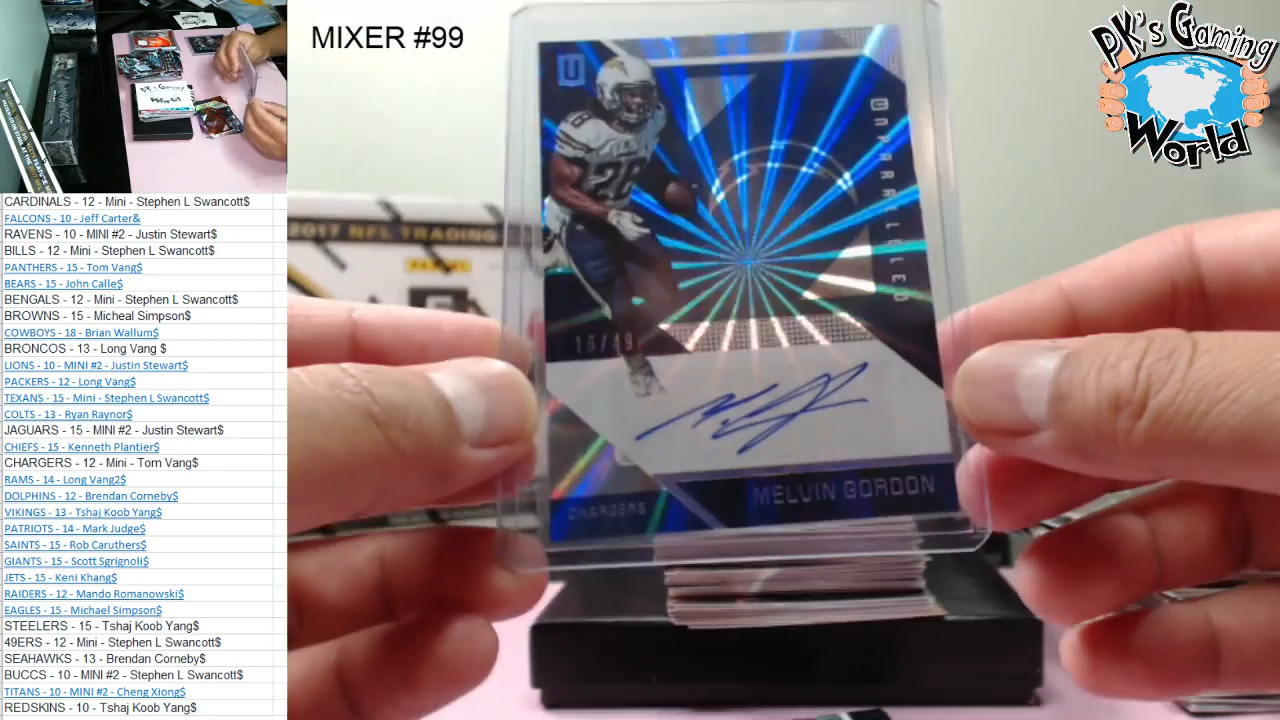 MIXER #99
PK's Gaming
World
CARDINALS - 12 - Mini - Stephen L Swancott$
FALCONS - 10 - Jeff Carter&
RAVENS - 10 - MINI #2 - Justin Stewart$
BILLS - 12 - Mini - Stephen L Swancott$
PANTHERS - 15 - Tom Vang$
BEARS - 15 - John Calle$
BENGALS - 12 - Mini - Stephen L Swancott$
BROWNS - 15 - Micheal Simpson$
COWBOYS - 18 - Brian Wallum$
BRONCOS - 13 - Long Vang $
LIONS - 10 - MINI #2 - Justin Stewart$
PACKERS - 12 - Long Vang$
TEXANS - 15 - Mini - Stephen L Swancott$
COLTS - 13 - Ryan Raynor$
JAGUARS - 15 - MINI #2 - Justin Stewart$
CHIEFS - 15 - Kenneth Plantier$
CHARGERS - 12 - Mini - Tom Vang$
RAMS - 14 - Long Vang2$
DOLPHINS - 12 - Brendan Corneby$
VIKINGS - 13 - Tshaj Koob Yang$
PATRIOTS - 14 - Mark Judge$
SAINTS - 15 - Rob Caruthers$
GIANTS - 15 - Scott Sgrignoli$
JETS - 15 - Keni Khang$
RAIDERS - 12 - Mando Romanowski$
EAGLES - 15 - Michael Simpson$
STEELERS - 15 - Tshaj Koob Yang$
49ERS - 12 - Mini - Stephen L Swancott$
SEAHAWKS - 13 - Brendan Corneby$
BUCCS - 10 - MINI #2 - Stephen L Swancott$
TITANS - 10 - MINI #2 - Cheng Xiong$
REDSKINS - 10 - Tshaj Koob Yang$
U
UNPARALLELED
28
16/49
MELVIN GORDON
CHARGERS
2017 NFL TRADING
PANINI